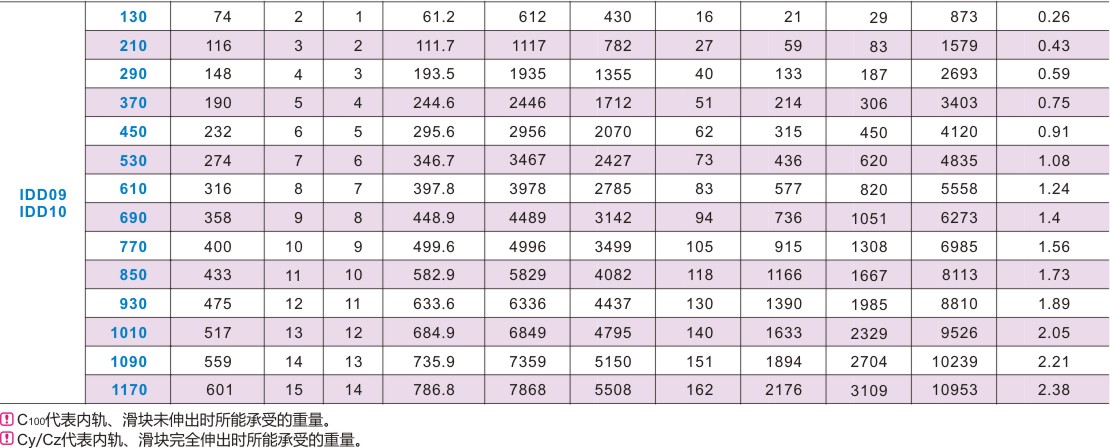 130 74 2 1 61.2 612 430 16 21 29 873 0.26
210 116 3 2 111.7 1117 782 27 59 83 1579 0.43
290 148 4 3 193.5 1935 1355 40 133 187 2693 0.59
370 190 5 4 244.6 2446 1712 51 214 306 3403 0.75
450 232 6 5 295.6 2956 2070 62 315 450 4120 0.91
530 274 7 6 346.7 3467 2427 73 436 620 4835 1.08
IDD09
IDD10
610 316 8 7 397.8 3978 2785 83 577 820 5558 1.24
690 358 9 8 448.9 4489 3142 94 736 1051 6273 1.4
770 400 10 9 499.6 4996 3499 105 915 1308 6985 1.56
850 433 11 10 582.9 5829 4082 118 1166 1667 8113 1.73
930 475 12 11 633.6 6336 4437 130 1390 1985 8810 1.89
1010 517 13 12 684.9 6849 4795 140 1633 2329 9526 2.05
1090 559 14 13 735.9 7359 5150 151 1894 2704 10239 2.21
1170 601 15 14 786.8 7868 5508 162 2176 3109 10953 2.38
! C100代表内轨、滑块未伸出时所能承受的重量。
! Cy/Cz代表内轨、滑块完全伸出时所能承受的重量。